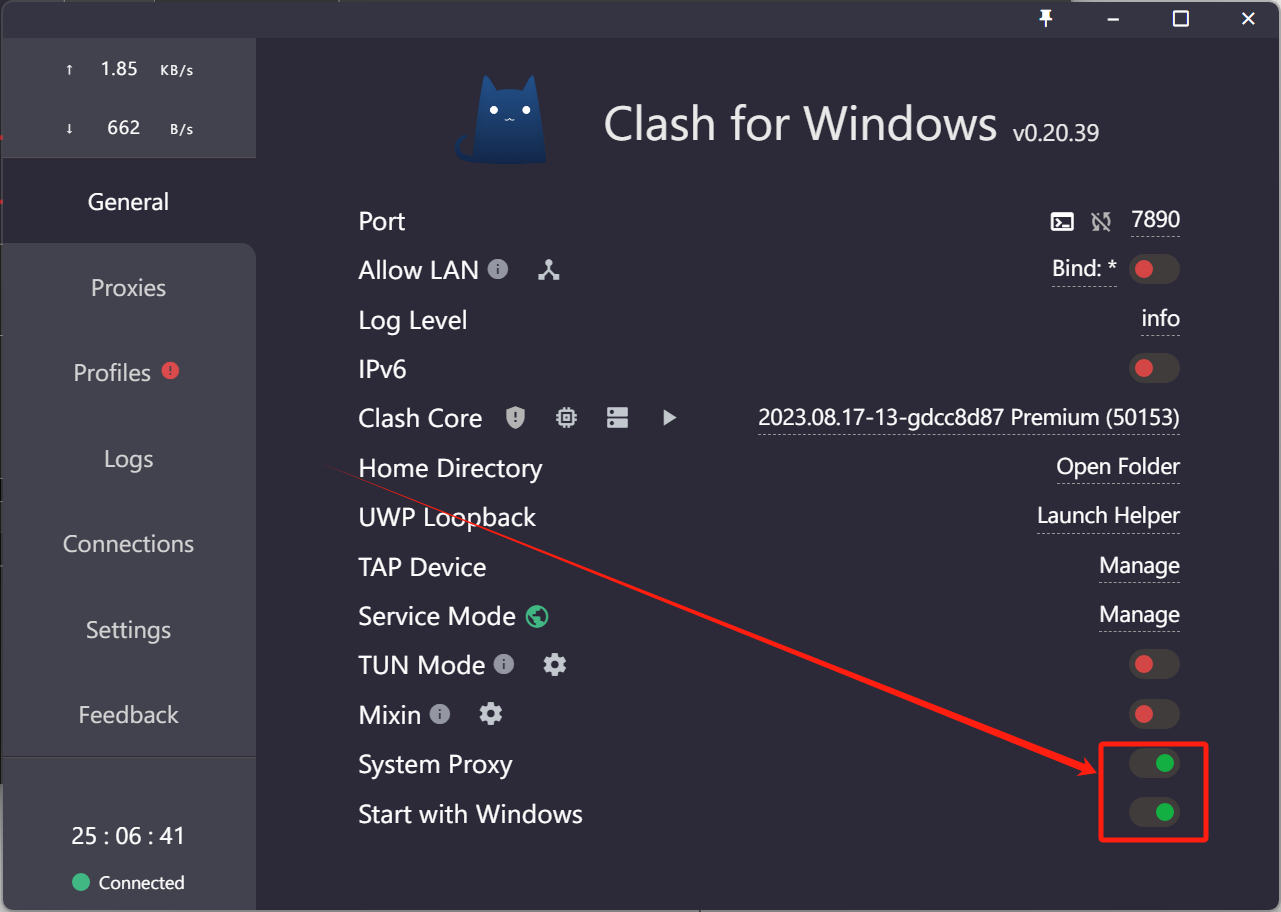 ↑ 1.85 KB/s
↓ 662 B/s
General
Proxies
Profiles
Logs
Connections
Settings
Feedback
25 : 06 : 41
Connected
Clash for Windows v0.20.39
Port 7890
Allow LAN Bind: *
Log Level info
IPv6
Clash Core 2023.08.17-13-gdcc8d87 Premium (50153)
Home Directory Open Folder
UWP Loopback Launch Helper
TAP Device Manage
Service Mode Manage
TUN Mode
Mixin
System Proxy
Start with Windows